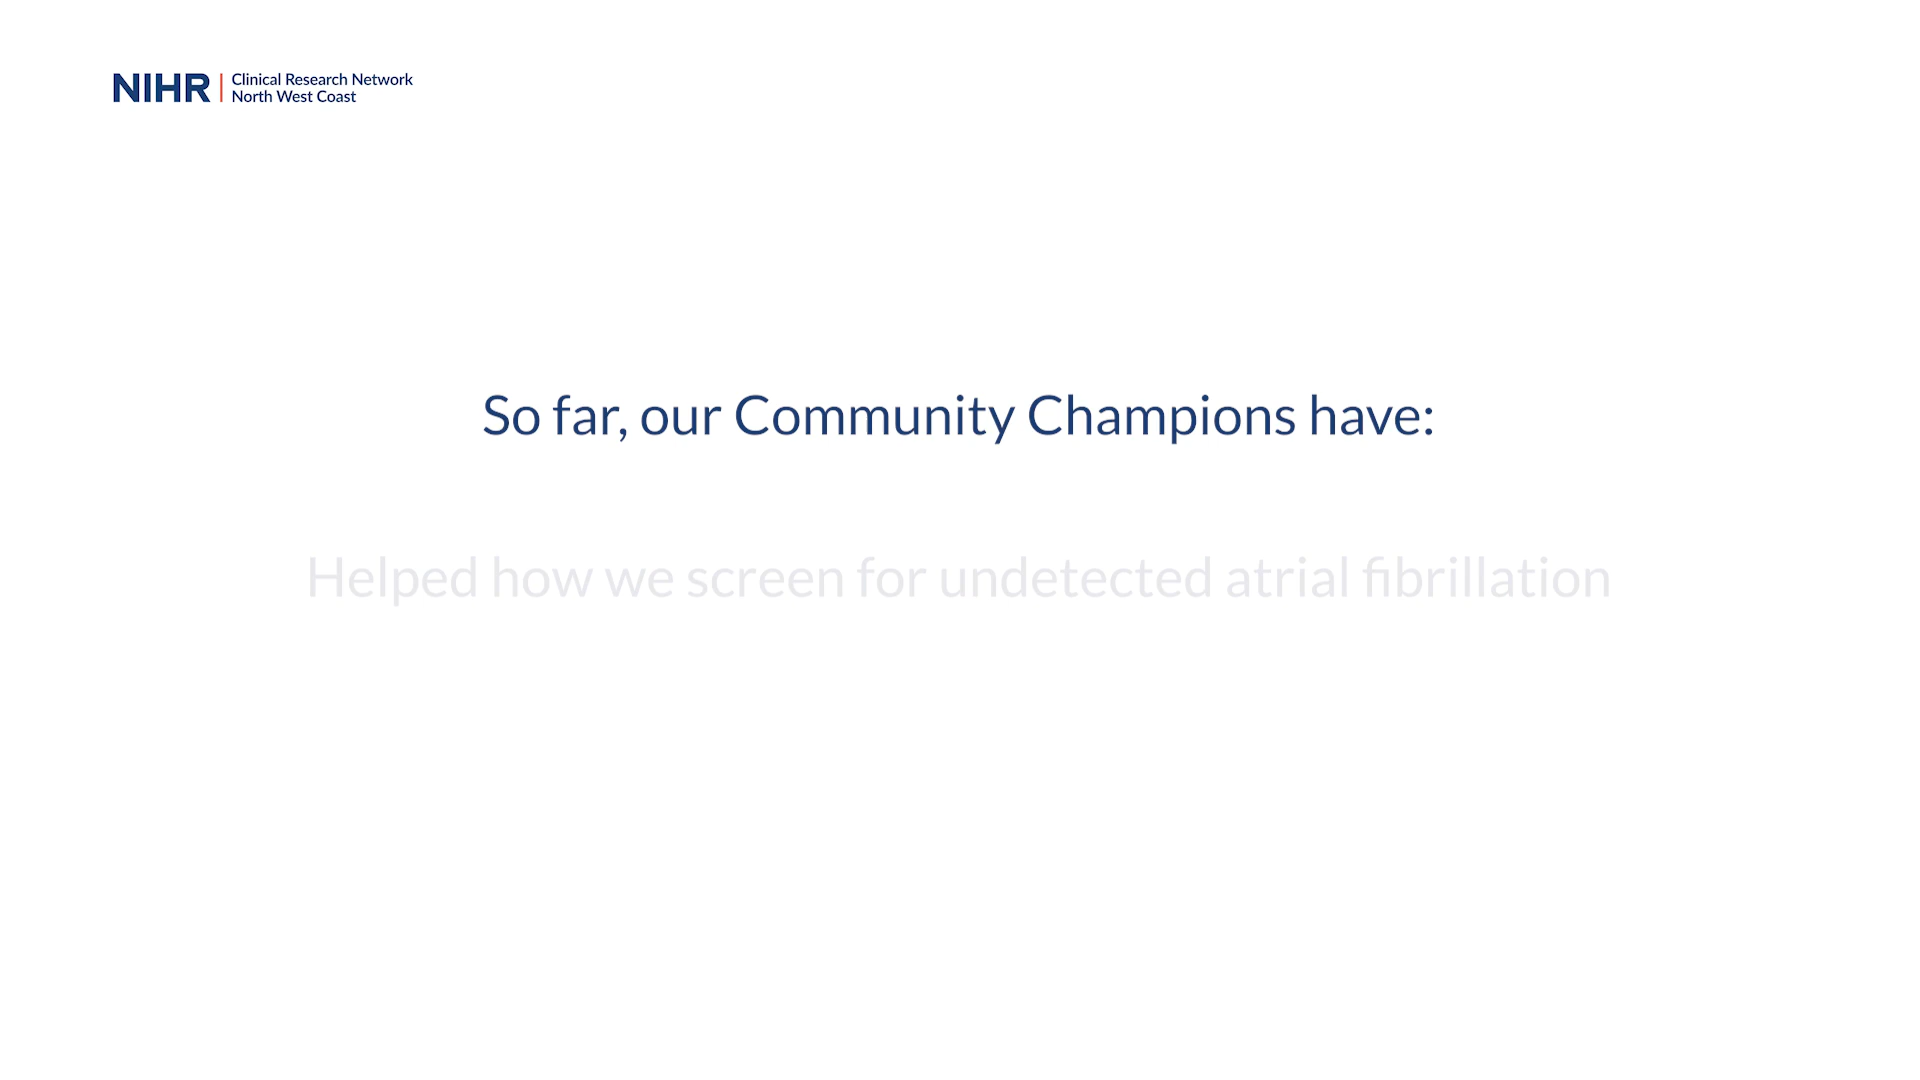 NIHR | Clinical Research Network
North West Coast
So far, our Community Champions have:
Helped how we screen for undetected atrial fibrillation